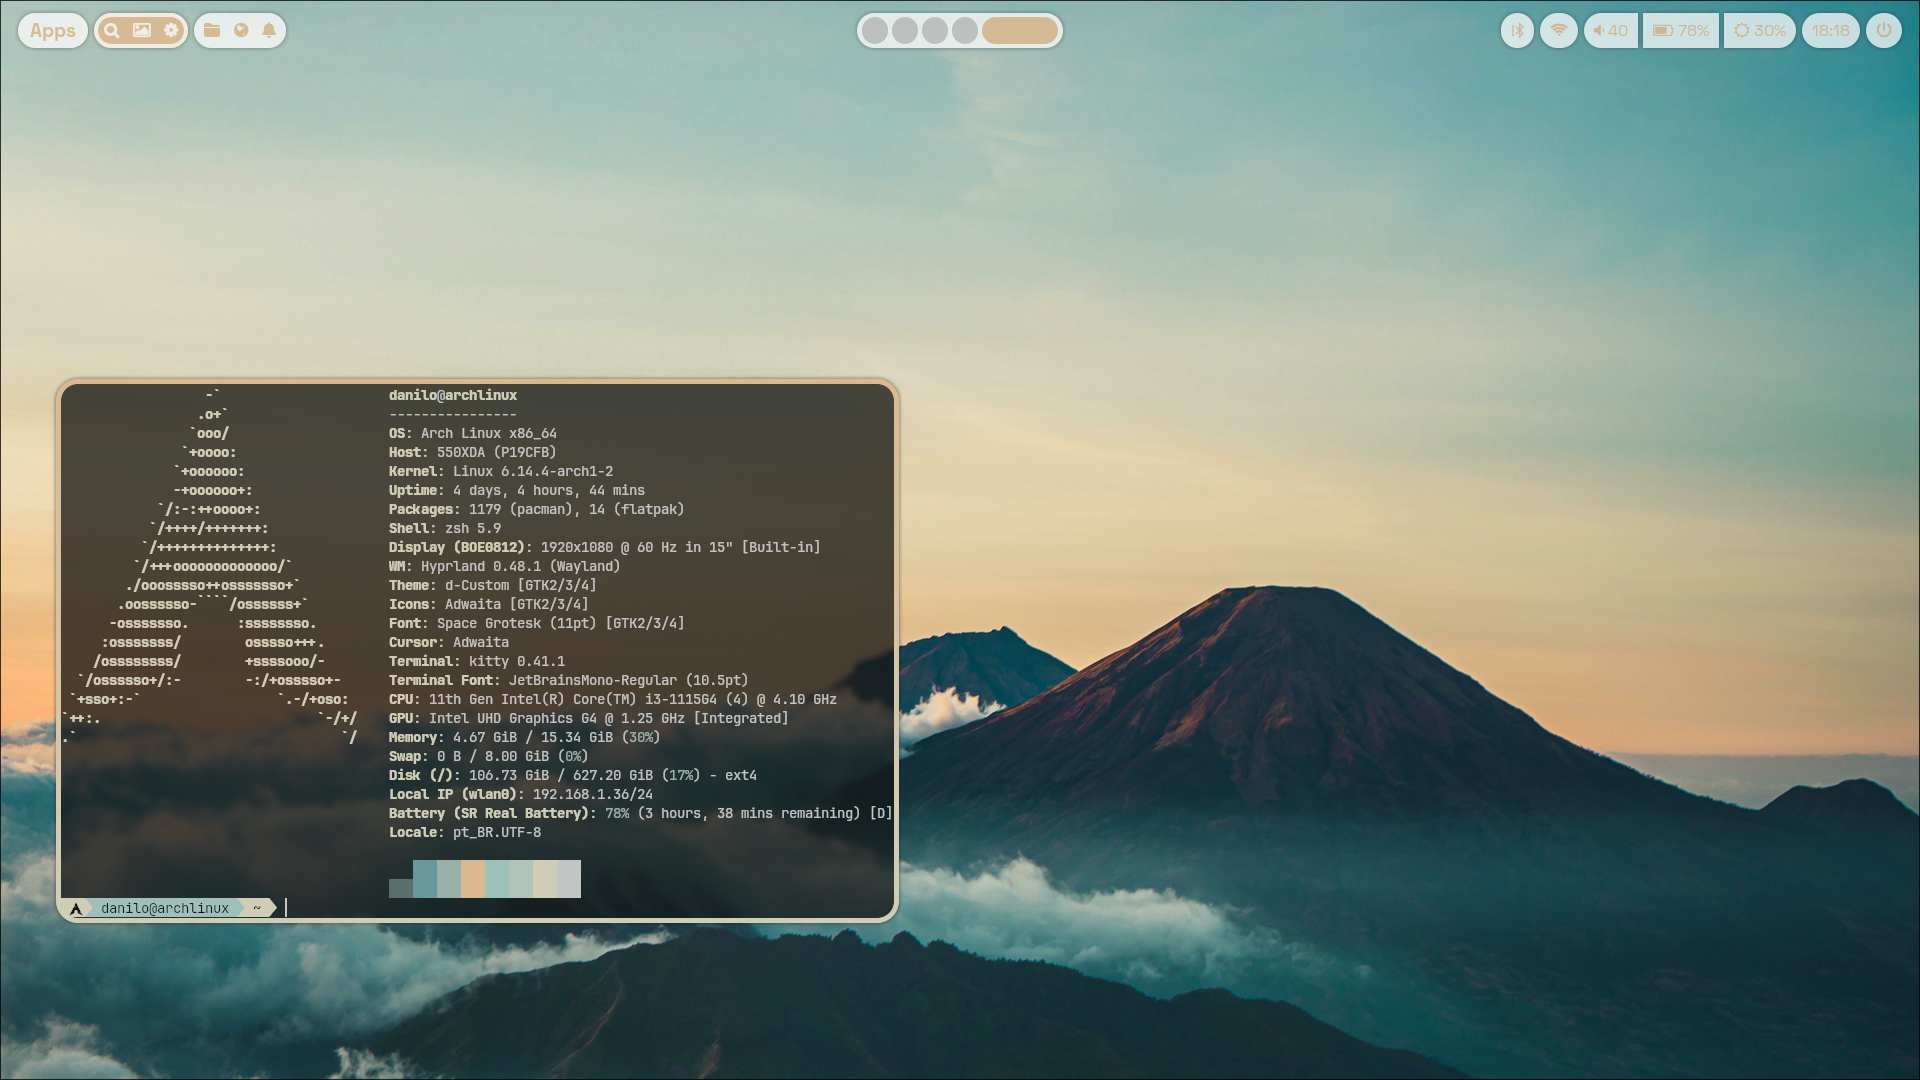 Apps
40
78%
30%
18:18
danilo@archlinux
----------------
OS: Arch Linux x86_64
Host: 550XDA (P19CFB)
Kernel: Linux 6.14.4-arch1-2
Uptime: 4 days, 4 hours, 44 mins
Packages: 1179 (pacman), 14 (flatpak)
Shell: zsh 5.9
Display (BOE0812): 1920x1080 @ 60 Hz in 15" [Built-in]
WM: Hyprland 0.48.1 (Wayland)
Theme: d-Custom [GTK2/3/4]
Icons: Adwaita [GTK2/3/4]
Font: Space Grotesk (11pt) [GTK2/3/4]
Cursor: Adwaita
Terminal: kitty 0.41.1
Terminal Font: JetBrainsMono-Regular (10.5pt)
CPU: 11th Gen Intel(R) Core(TM) i3-1115G4 (4) @ 4.10 GHz
GPU: Intel UHD Graphics G4 @ 1.25 GHz [Integrated]
Memory: 4.67 GiB / 15.34 GiB (30%)
Swap: 0 B / 8.00 GiB (0%)
Disk (/): 106.73 GiB / 627.20 GiB (17%) - ext4
Local IP (wlan0): 192.168.1.36/24
Battery (SR Real Battery): 78% (3 hours, 38 mins remaining) [D]
Locale: pt_BR.UTF-8
danilo@archlinux ~